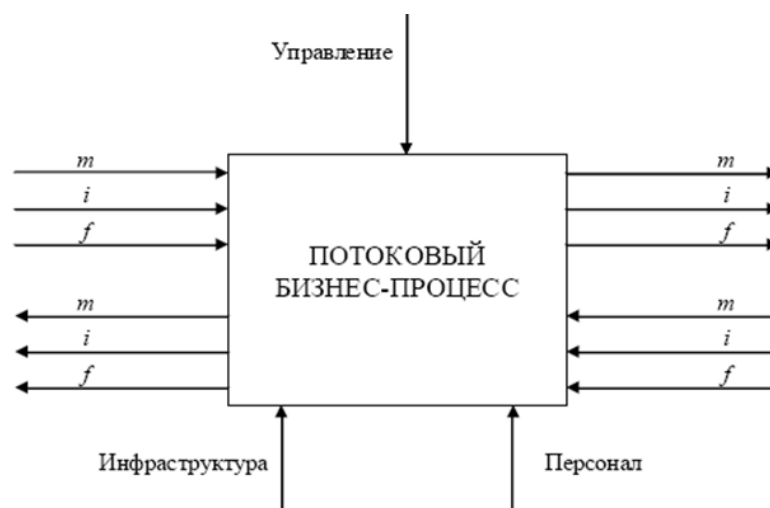 Управление
m m
i i
f f
ПОТОКОВЫЙ
БИЗНЕС-ПРОЦЕСС
m m
i i
f f
Инфраструктура Персонал